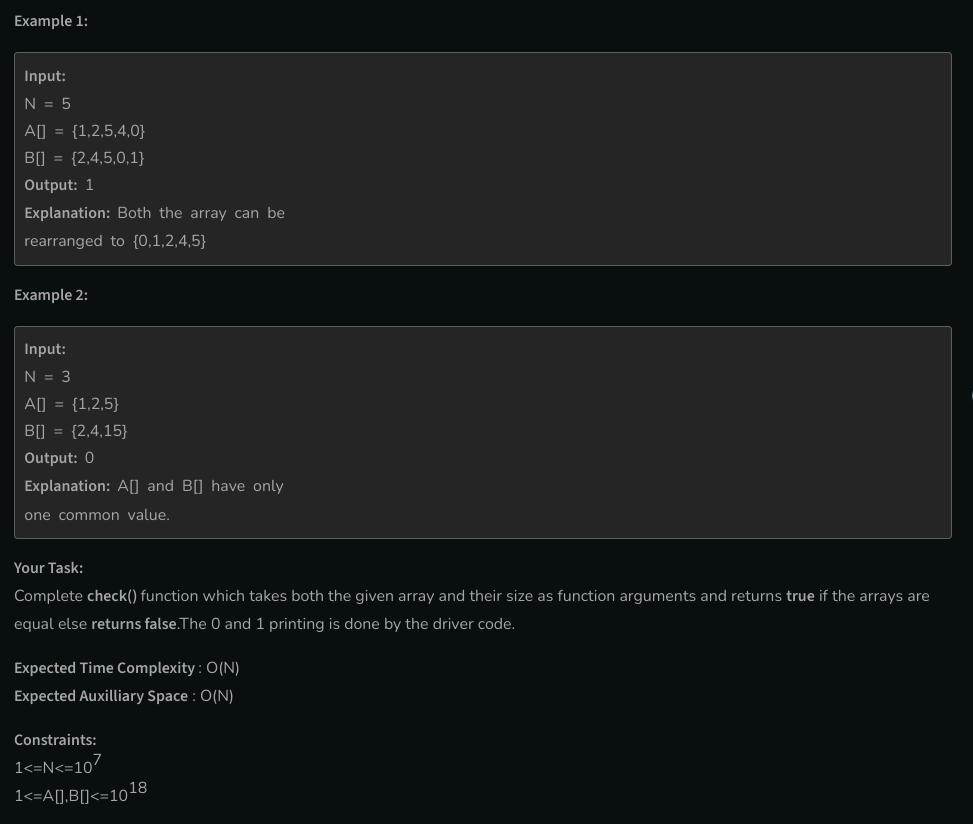 Example 1:
Input:
N = 5
A[] = {1,2,5,4,0}
B[] = {2,4,5,0,1}
Output: 1
Explanation: Both the array can be
rearranged to {0,1,2,4,5}
Example 2:
Input:
N = 3
A[] = {1,2,5}
B[] = {2,4,15}
Output: 0
Explanation: A[] and B[] have only
one common value.
Your Task:
Complete check() function which takes both the given array and their size as function arguments and returns true if the arrays are
equal else returns false.The 0 and 1 printing is done by the driver code.
Expected Time Complexity : O(N)
Expected Auxilliary Space : O(N)
Constraints:
1<=N<=10^7
1<=A[],B[]<=10^18